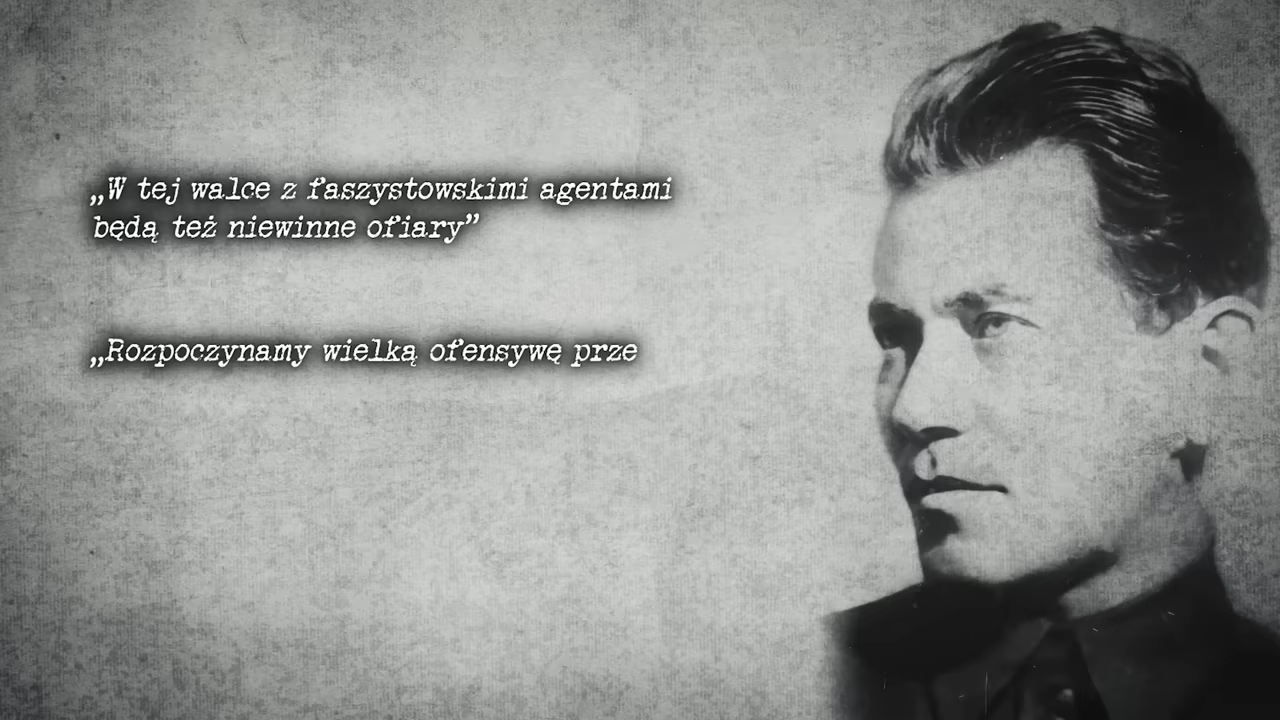 „W tej walce z faszystowskimi agentami
będą też niewinne ofiary”
„Rozpoczynamy wielką ofensywę prze